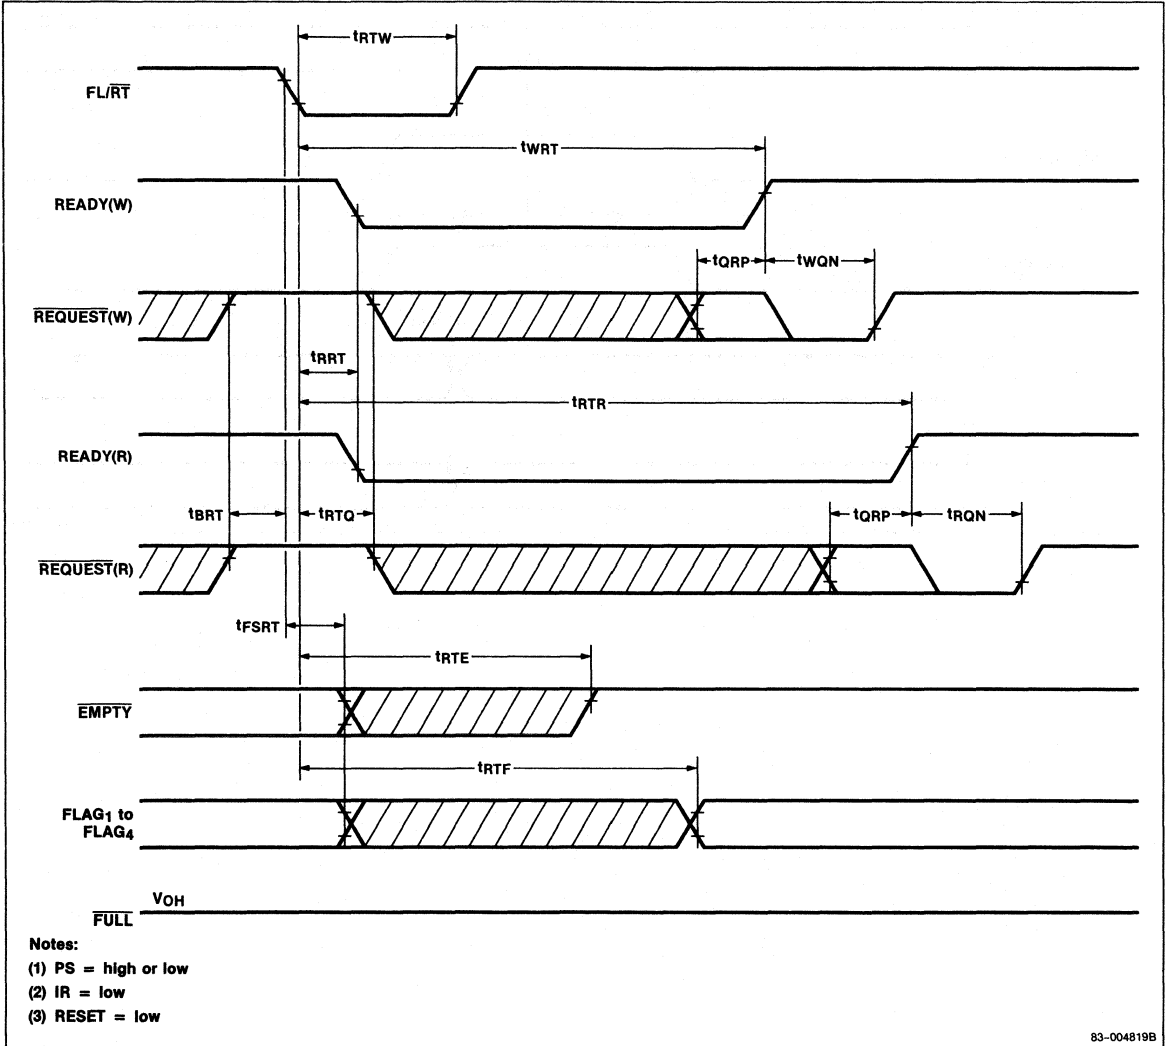 tRTW
FL/RT
tWRT
READY(W)
tQRP
tWQN
REQUEST(W)
tRRT
tRTR
READY(R)
tBRT
tRTQ
tQRP
tRQN
REQUEST(R)
tFSRT
tRTE
EMPTY
tRTF
FLAG1 to
FLAG4
VOH
FULL
Notes:
(1) PS = high or low
(2) IR = low
(3) RESET = low
83-004819B